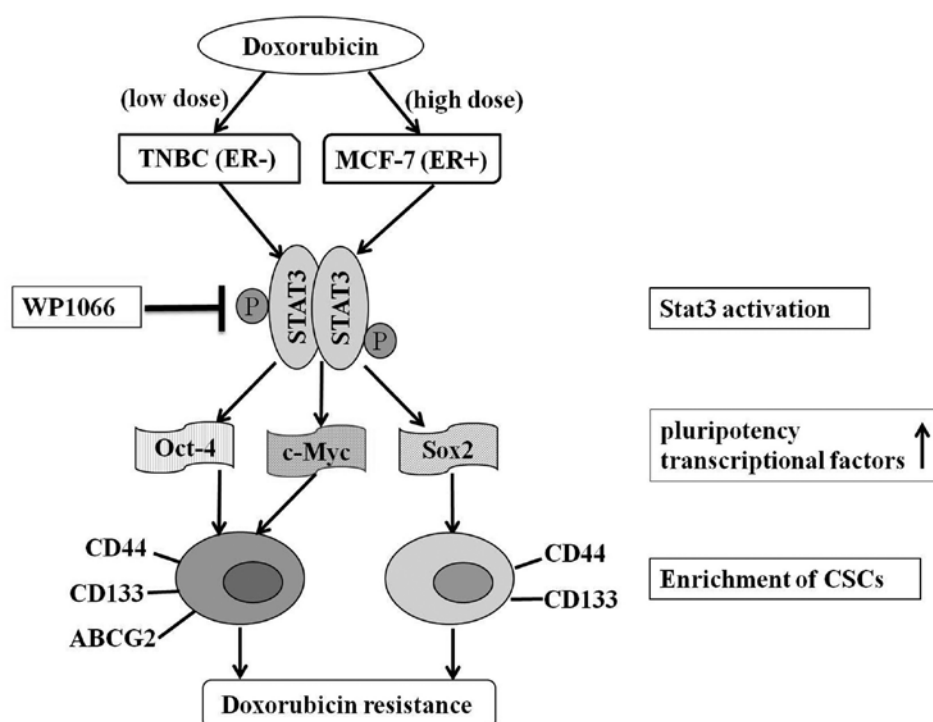 Doxorubicin
(low dose)
(high dose)
TNBC (ER-)
MCF-7 (ER+)
WP1066
P
STAT3
STAT3
P
Stat3 activation
Oct-4
c-Myc
Sox2
pluripotency
transcriptional factors
CD44
CD133
ABCG2
CD44
CD133
Enrichment of CSCs
Doxorubicin resistance